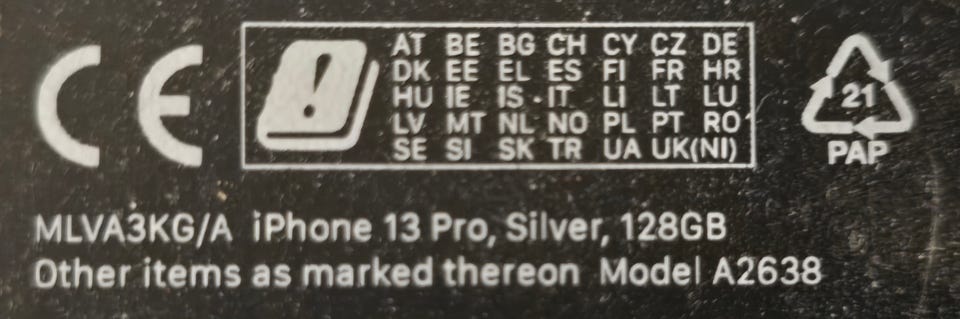 CE
AT BE BG CH CY CZ DE
DK EE EL ES FI FR HR
HU IE IS IT LI LT LU
LV MT NL NO PL PT RO
SE SI SK TR UA UK(NI)
21
PAP
MLVA3KG/A iPhone 13 Pro, Silver, 128GB
Other items as marked thereon Model A2638